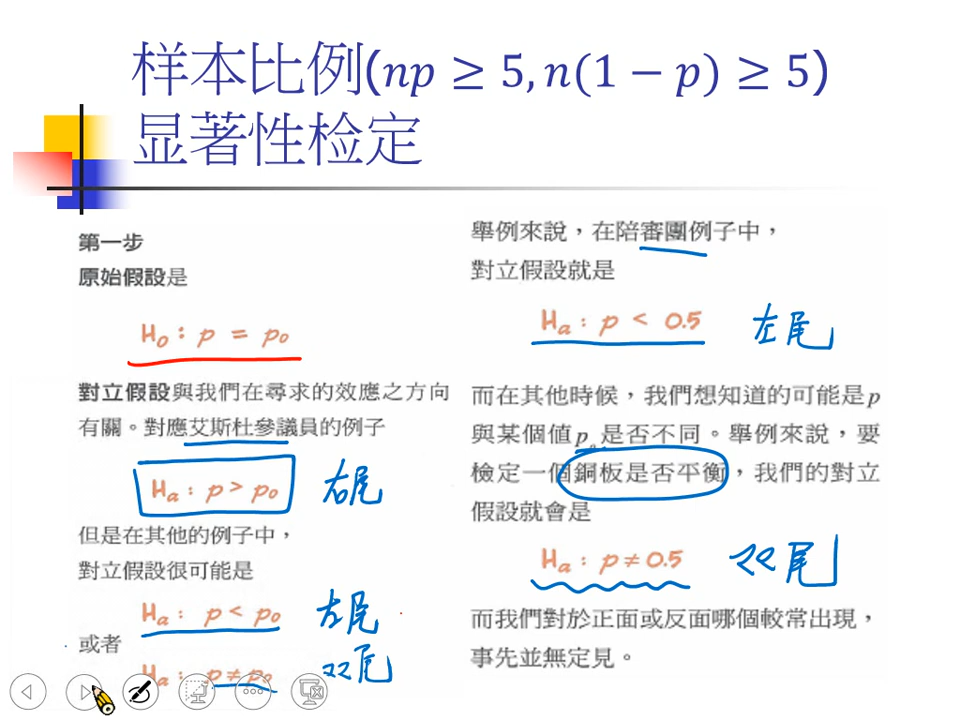 样本比例(np ≥ 5, n(1 − p) ≥ 5)
显著性检定
第一步
原始假設是
H₀ : p = p₀
對立假設與我們在尋求的效應之方向
有關。對應艾斯杜參議員的例子
Hₐ : p > p₀ 右尾
但是在其他的例子中，
對立假設很可能是
Hₐ : p < p₀ 左尾
或者
Hₐ : p ≠ p₀ 双尾
舉例來說，在陪審團例子中，
對立假設就是
Hₐ : p < 0.5 左尾
而在其他時候，我們想知道的可能是 p
與某個值 p₀ 是否不同。舉例來說，要
檢定一個銅板是否平衡，我們的對立
假設就會是
Hₐ : p ≠ 0.5 双尾
而我們對於正面或反面哪個較常出現，
事先並無定見。